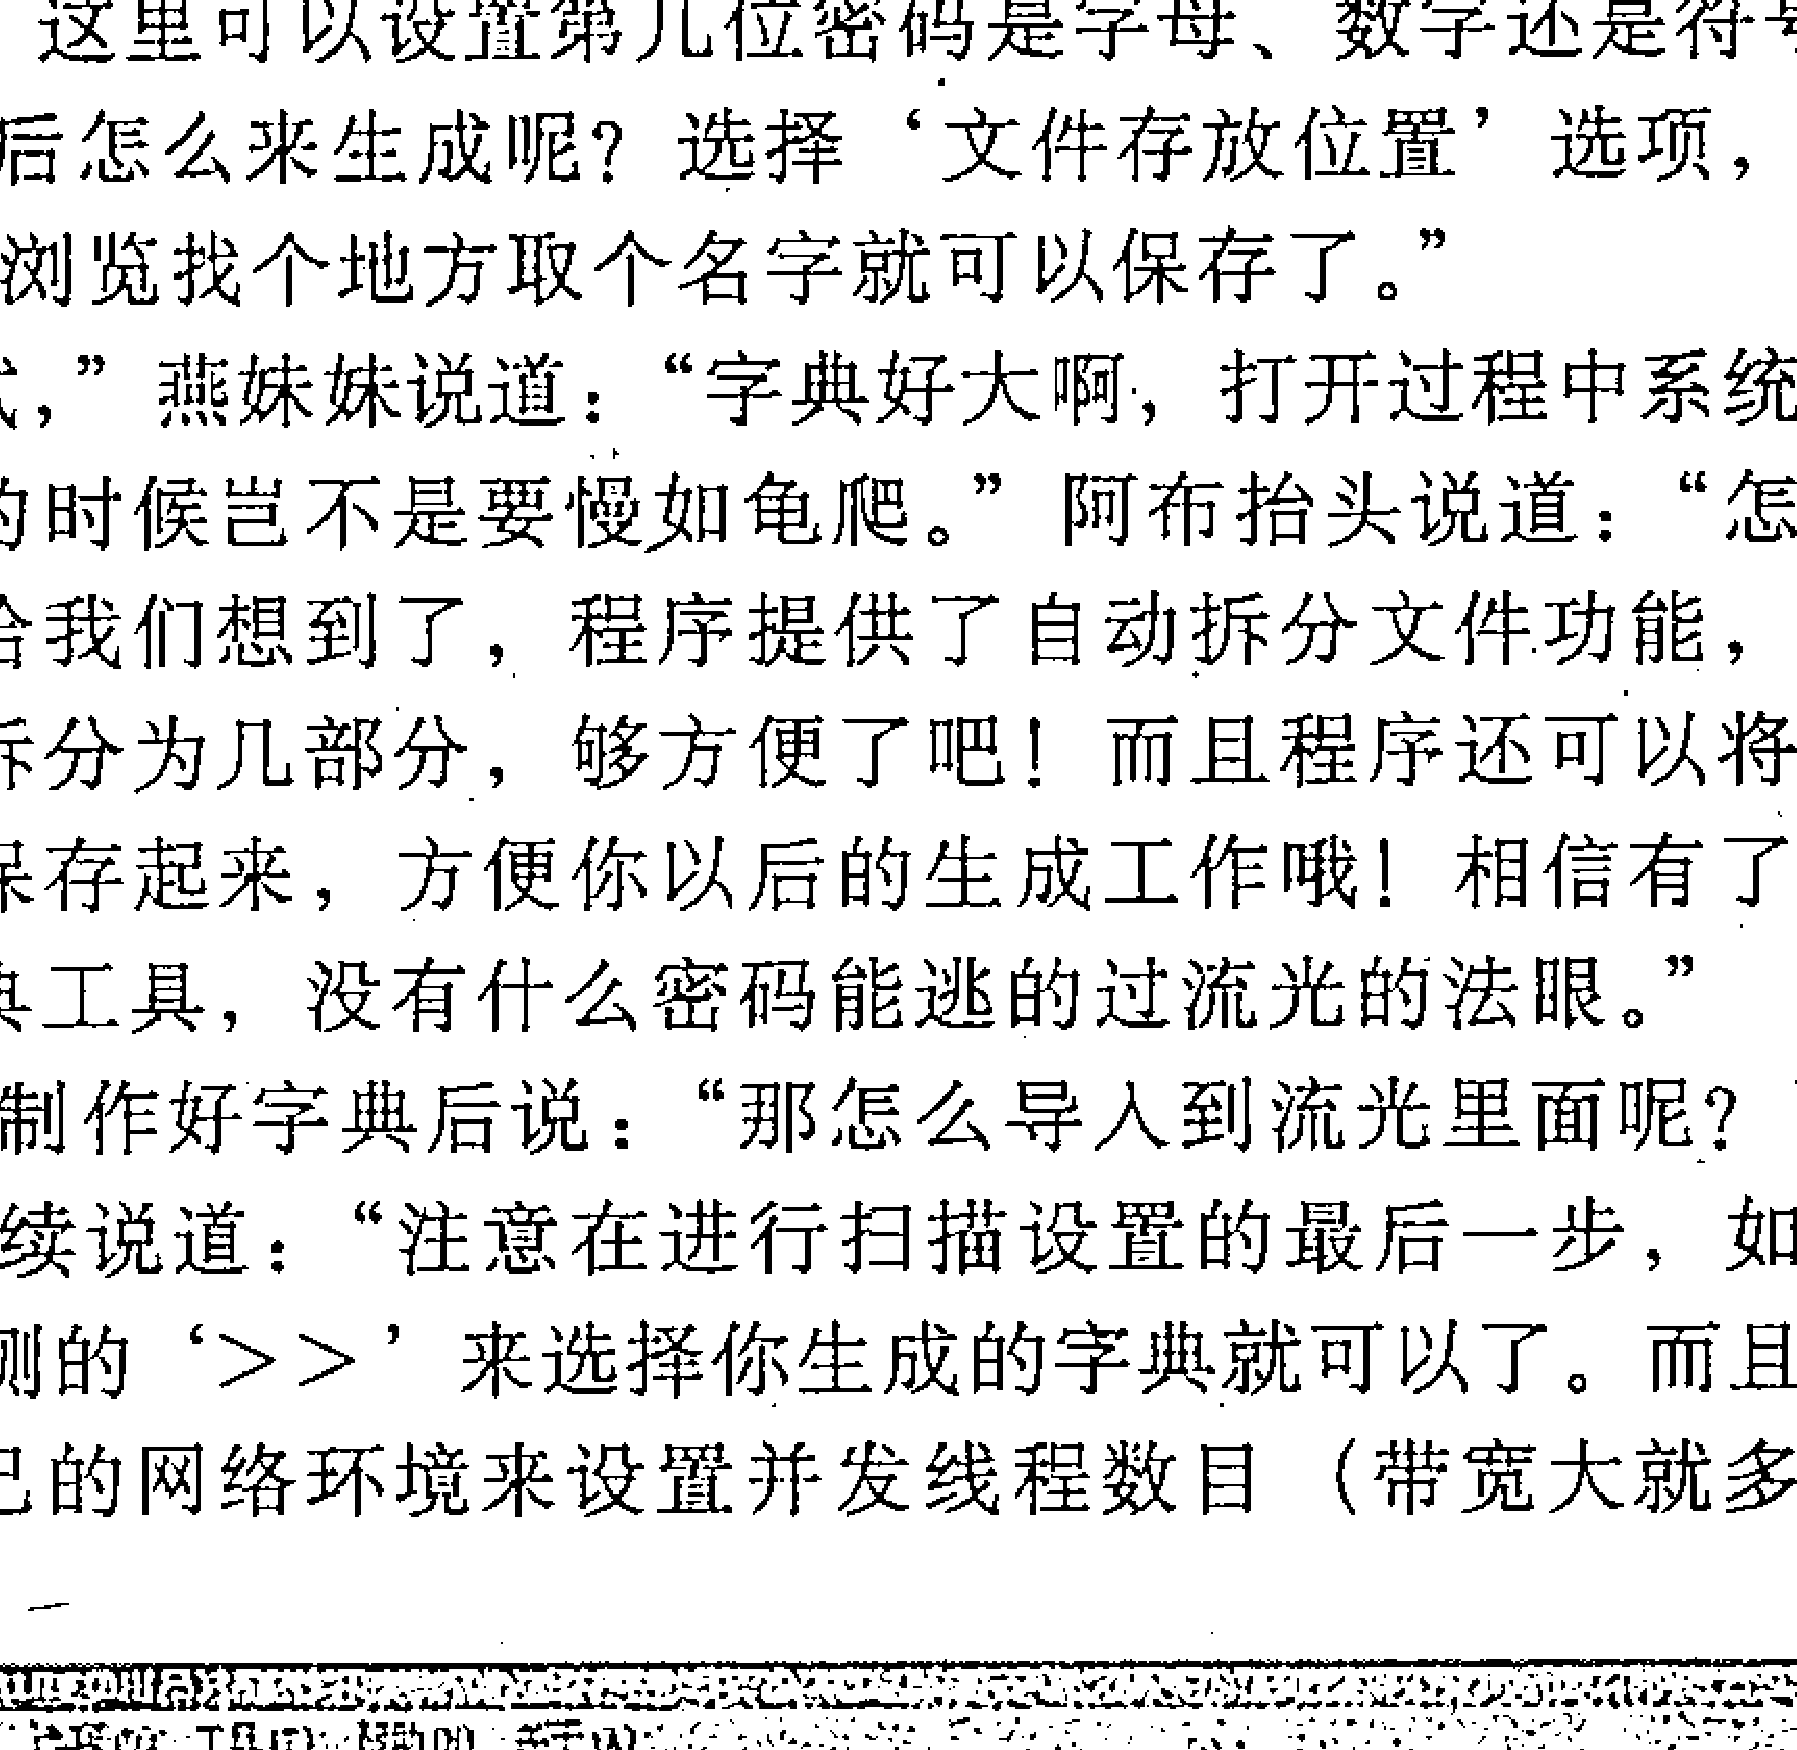 这里可以设置第几位密码是字母、数字还是符号
后怎么来生成呢？选择‘文件存放位置’选项，
浏览找个地方取个名字就可以保存了。”
，”燕妹妹说道：“字典好大啊，打开过程中系统
的时候岂不是要慢如龟爬。”阿布抬头说道：“怎
给我们想到了，程序提供了自动拆分文件功能，
拆分为几部分，够方便了吧！而且程序还可以将
保存起来，方便你以后的生成工作哦！相信有了
典工具，没有什么密码能逃的过流光的法眼。”
制作好字典后说：“那怎么导入到流光里面呢？
续说道：“注意在进行扫描设置的最后一步，如
测的‘>>’来选择你生成的字典就可以了。而且
己的网络环境来设置并发线程数目（带宽大就多